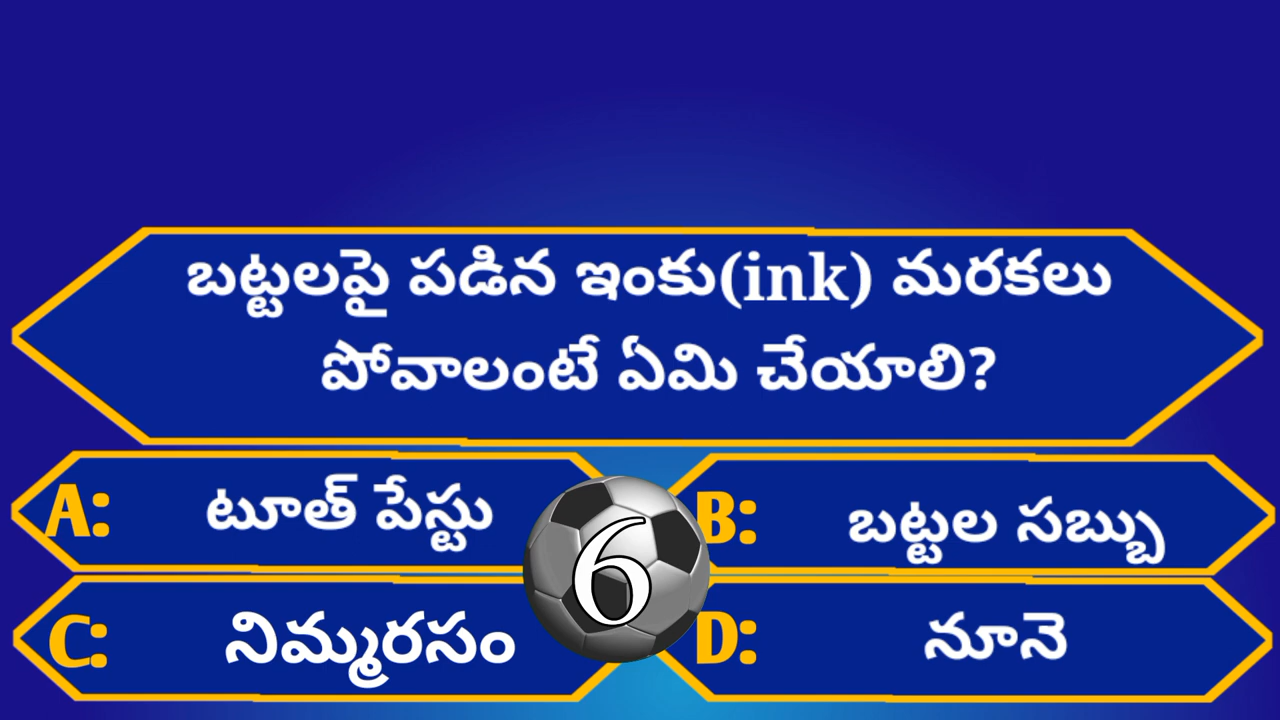 బట్టలపై పడిన ఇంకు(ink) మరకలు
పోవాలంటే ఏమి చేయాలి?
A: టూత్ పేస్టు
B: బట్టల సబ్బు
6
C: నిమ్మరసం
D: నూనె